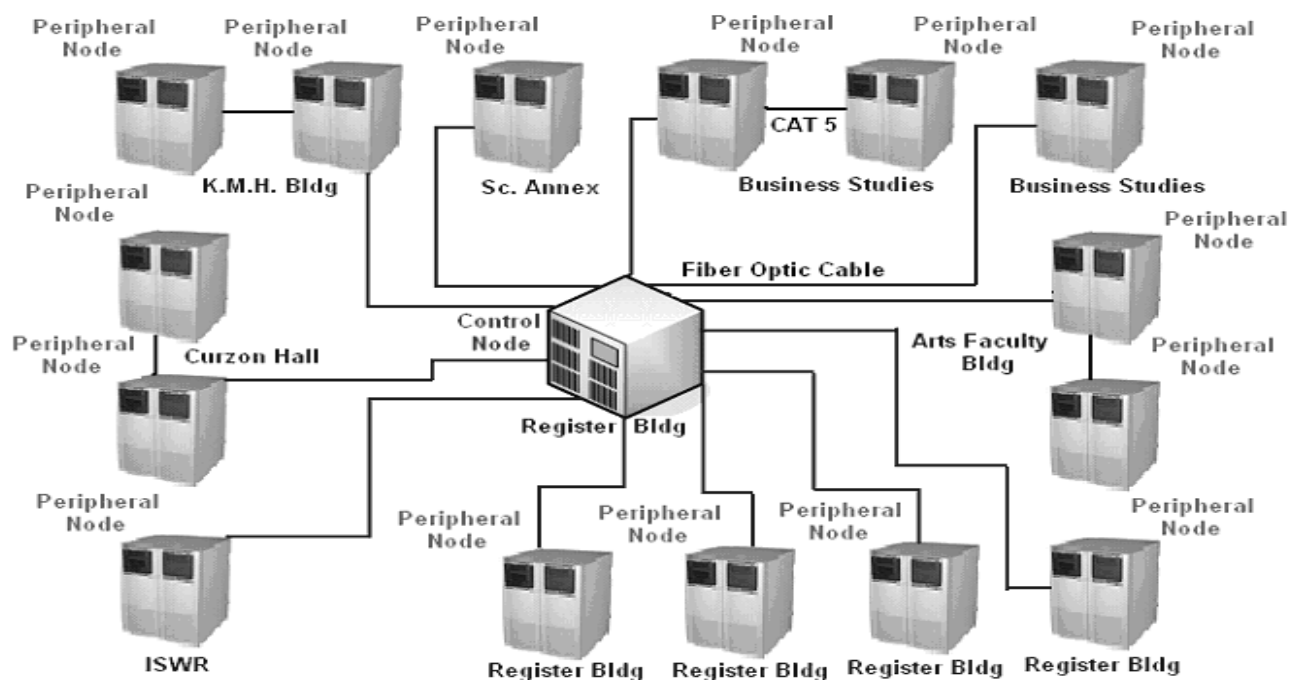 Peripheral
Node
Peripheral
Node
Peripheral
Node
Peripheral
Node
Peripheral
Node
Peripheral
Node
CAT 5
K.M.H. Bldg
Sc. Annex
Business Studies
Business Studies
Peripheral
Node
Peripheral
Node
Fiber Optic Cable
Control
Node
Peripheral
Node
Curzon Hall
Arts Faculty
Bldg
Peripheral
Node
Register Bldg
Peripheral
Node
Peripheral
Node
Peripheral
Node
Peripheral
Node
Peripheral
Node
ISWR
Register Bldg
Register Bldg
Register Bldg
Register Bldg